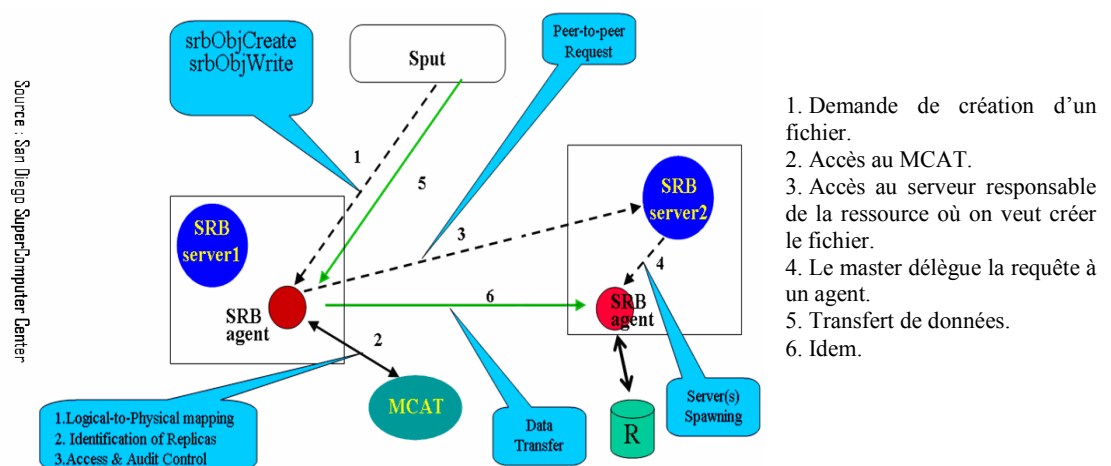 srbObjCreate
srbObjWrite
Sput
Peer-to-peer
Request
Source : San Diego SuperComputer Center
1
5
3
SRB
server1
SRB
server2
4
SRB
agent
6
SRB
agent
2
MCAT
R
1.Logical-to-Physical mapping
2. Identification of Replicas
3.Access & Audit Control
Data
Transfer
Server(s)
Spawning
1. Demande de création d'un
fichier.
2. Accès au MCAT.
3. Accès au serveur responsable
de la ressource où on veut créer
le fichier.
4. Le master délègue la requête à
un agent.
5. Transfert de données.
6. Idem.